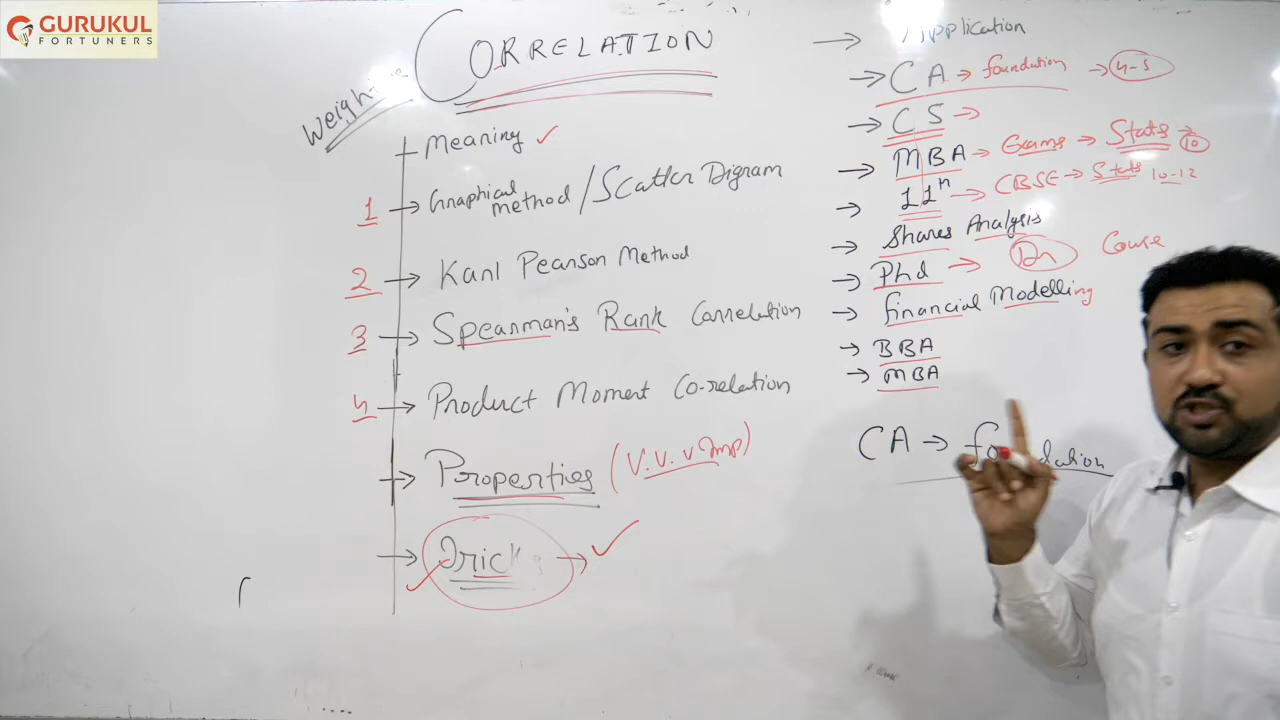 GURUKUL
FORTUNERS
CORRELATION
Meaning ✓
1 → Graphical method / Scatter Digram
2 → Karl Pearson Method
3 → Spearman's Rank Correlation
4 → Product Moment Co-relation
→ Properties (V.V.V Imp)
→ Trick → ✓
→ Application
→ CA → foundation → 4-5
→ CS →
→ MBA → Exams → Stats → 10
→ 11th → CBSE → Stats 10-12
→ Shares Analysis
→ Phd → Dr Course
→ financial Modelling
→ BBA
→ MBA
CA →